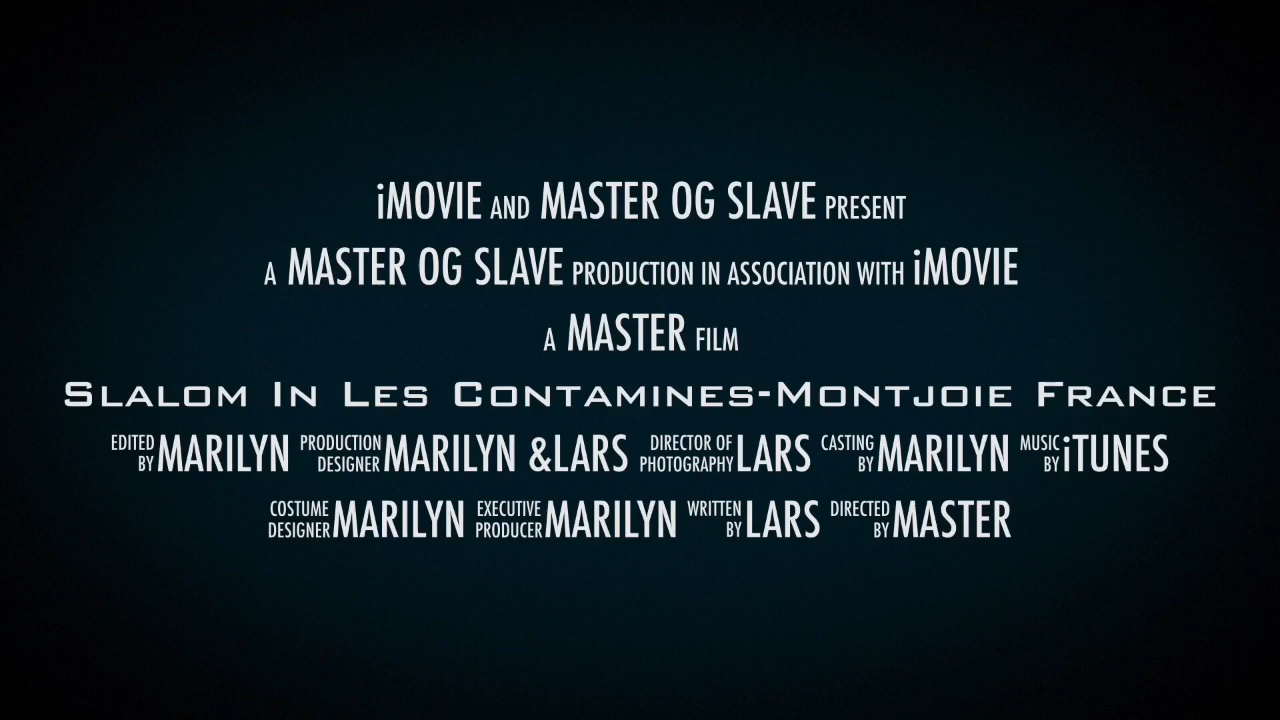 iMOVIE AND MASTER OG SLAVE PRESENT
A MASTER OG SLAVE PRODUCTION IN ASSOCIATION WITH iMOVIE
A MASTER FILM
SLALOM IN LES CONTAMINES-MONTJOIE FRANCE
EDITED BY MARILYN PRODUCTION DESIGNER MARILYN &LARS DIRECTOR OF PHOTOGRAPHY LARS CASTING BY MARILYN MUSIC BY iTUNES
COSTUME DESIGNER MARILYN EXECUTIVE PRODUCER MARILYN WRITTEN BY LARS DIRECTED BY MASTER